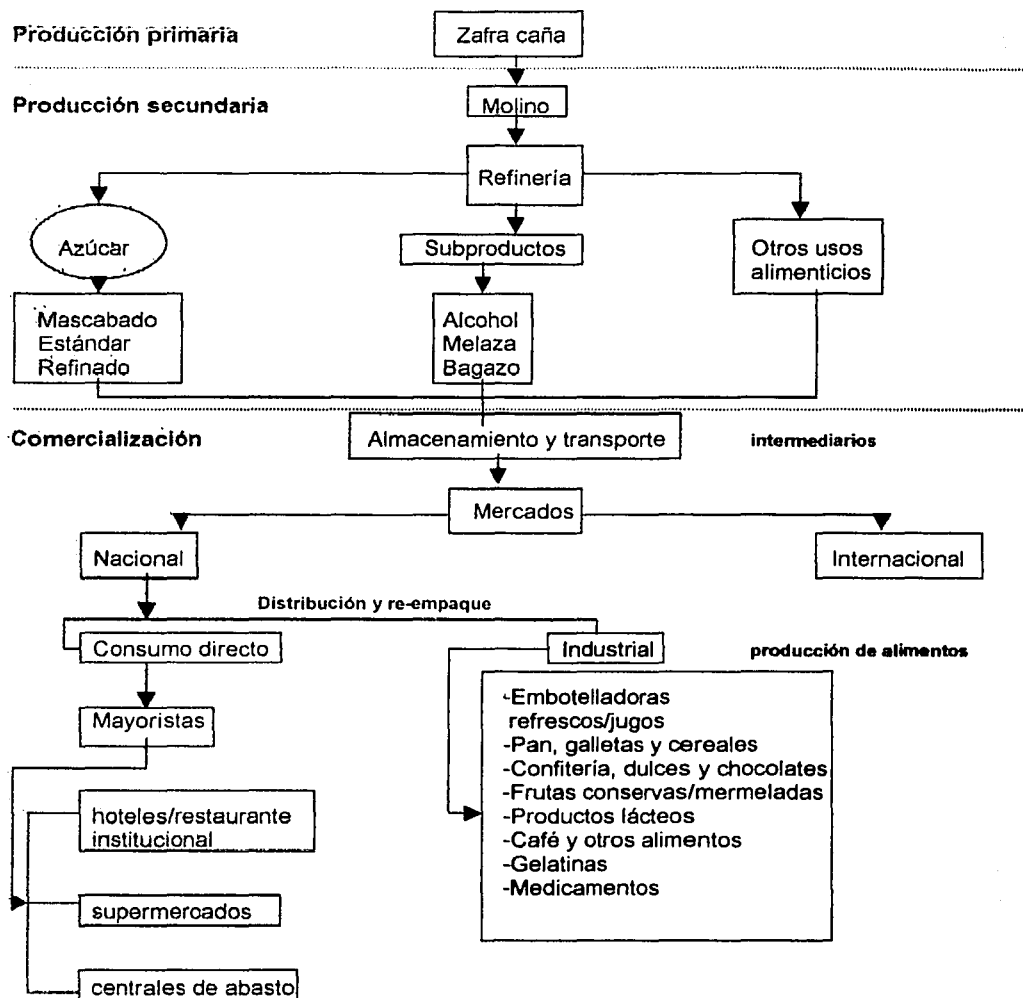 Producción primaria
Zafra caña
Producción secundaria
Molino
Refinería
Azúcar
Subproductos
Otros usos
alimenticios
Mascabado
Estándar
Refinado
Alcohol
Melaza
Bagazo
Comercialización
Almacenamiento y transporte
intermediarios
Mercados
Nacional
Internacional
Distribución y re-empaque
Consumo directo
Industrial
producción de alimentos
Mayoristas
-Embotelladoras
refrescos/jugos
-Pan, galletas y cereales
-Confitería, dulces y chocolates
-Frutas conservas/mermeladas
-Productos lácteos
-Café y otros alimentos
-Gelatinas
-Medicamentos
hoteles/restaurante
institucional
supermercados
centrales de abasto